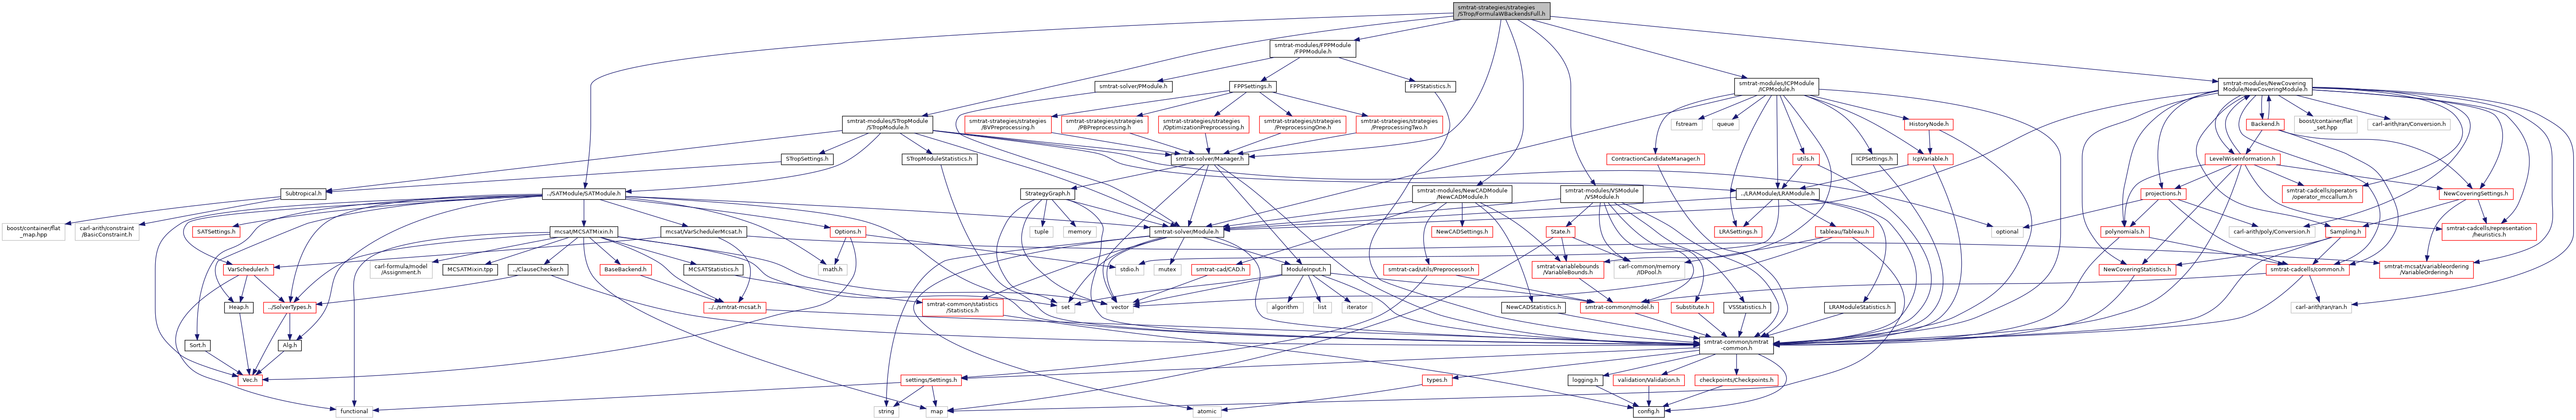 smtrat-strategies/strategies
/STrop/FormulaWBackendsFull.h
smtrat-modules/FPPModule
/FPPModule.h
smtrat-solver/PModule.h
FPPSettings.h
FPPStatistics.h
smtrat-modules/ICPModule
/ICPModule.h
smtrat-modules/NewCovering
Module/NewCoveringModule.h
smtrat-modules/STropModule
/STropModule.h
smtrat-strategies/strategies
/BVPreprocessing.h
smtrat-strategies/strategies
/PBPreprocessing.h
smtrat-strategies/strategies
/OptimizationPreprocessing.h
smtrat-strategies/strategies
/PreprocessingOne.h
smtrat-strategies/strategies
/PreprocessingTwo.h
fstream
queue
HistoryNode.h
Backend.h
boost/container/flat
_set.hpp
carl-arith/ran/Conversion.h
STropSettings.h
STropModuleStatistics.h
smtrat-solver/Manager.h
ContractionCandidateManager.h
utils.h
ICPSettings.h
IcpVariable.h
LevelWiseInformation.h
Subtropical.h
../SATModule/SATModule.h
StrategyGraph.h
smtrat-modules/NewCADModule
/NewCADModule.h
smtrat-modules/VSModule
/VSModule.h
../LRAModule/LRAModule.h
projections.h
smtrat-cadcells/operators
/operator_mccallum.h
NewCoveringSettings.h
boost/container/flat
_map.hpp
carl-arith/constraint
/BasicConstraint.h
SATSettings.h
mcsat/MCSATMixin.h
mcsat/VarSchedulerMcsat.h
Options.h
tuple
memory
smtrat-solver/Module.h
NewCADSettings.h
State.h
LRASettings.h
tableau/Tableau.h
optional
polynomials.h
carl-arith/poly/Conversion.h
Sampling.h
smtrat-cadcells/representation
/heuristics.h
VarScheduler.h
carl-formula/model
/Assignment.h
MCSATMixin.tpp
../ClauseChecker.h
BaseBackend.h
MCSATStatistics.h
math.h
stdio.h
mutex
smtrat-cad/CAD.h
ModuleInput.h
smtrat-cad/utils/Preprocessor.h
smtrat-variablebounds
/VariableBounds.h
carl-common/memory
/IDPool.h
NewCoveringStatistics.h
smtrat-cadcells/common.h
smtrat-mcsat/variableordering
/VariableOrdering.h
Heap.h
../SolverTypes.h
../../smtrat-mcsat.h
smtrat-common/statistics
/Statistics.h
set
vector
algorithm
list
iterator
NewCADStatistics.h
smtrat-common/model.h
Substitute.h
VSStatistics.h
LRAModuleStatistics.h
carl-arith/ran/ran.h
Sort.h
Alg.h
smtrat-common/smtrat
-common.h
Vec.h
settings/Settings.h
types.h
logging.h
validation/Validation.h
checkpoints/Checkpoints.h
functional
string
map
atomic
config.h